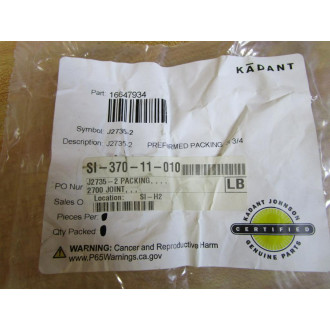 KADANT
Part: 16647934
Symbol J2735-2
Description: J2735-2 PREFIRMED PACKING, - 3/4
SI-370-11-010
J2735-2 PACKING,...
PO Nur 2700 JOINT,... LB
Sales O Location: SI-H2
Pieces Per
Qty Packed
WARNING: Cancer and Reproductive Harm
www.P65Warnings.ca.gov
KADANT JOHNSON
CERTIFIED
GENUINE PARTS